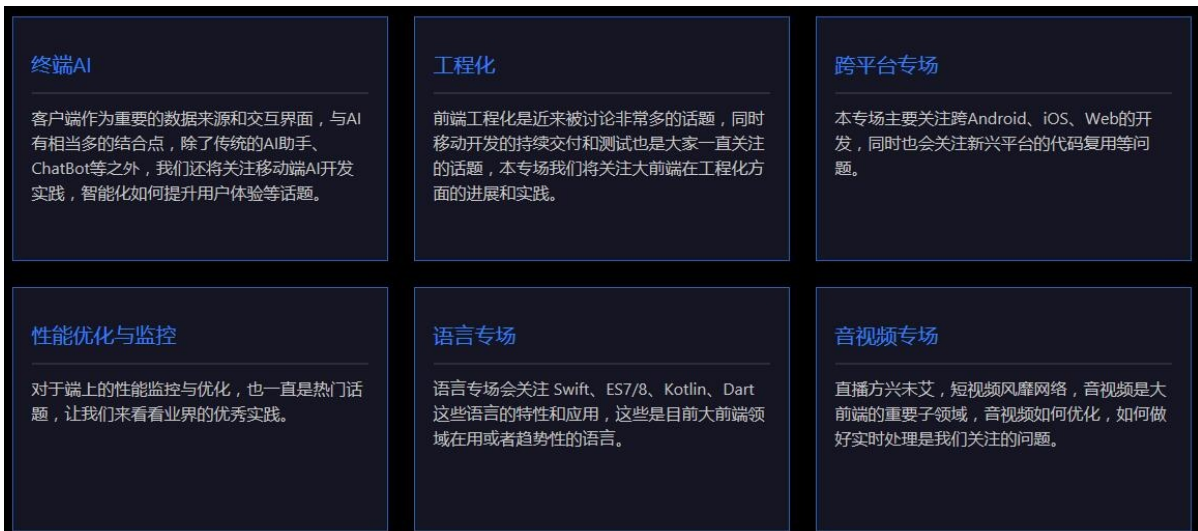 终端AI
客户端作为重要的数据来源和交互界面，与AI
有相当多的结合点，除了传统的AI助手、
ChatBot等之外，我们还将关注移动端AI开发
实践，智能化如何提升用户体验等话题。
工程化
前端工程化是近来被讨论非常多的话题，同时
移动开发的持续交付和测试也是大家一直关注
的话题，本专场我们将关注大前端在工程化方
面的进展和实践。
跨平台专场
本专场主要关注跨Android、iOS、Web的开
发，同时也会关注新兴平台的代码复用等问
题。
性能优化与监控
对于端上的性能监控与优化，也一直是热门话
题，让我们来看看业界的优秀实践。
语言专场
语言专场会关注 Swift、ES7/8、Kotlin、Dart
这些语言的特性和应用，这些是目前大前端领
域在用或者趋势性的语言。
音视频专场
直播方兴未艾，短视频风靡网络，音视频是大
前端的重要子领域，音视频如何优化，如何做
好实时处理是我们关注的问题。